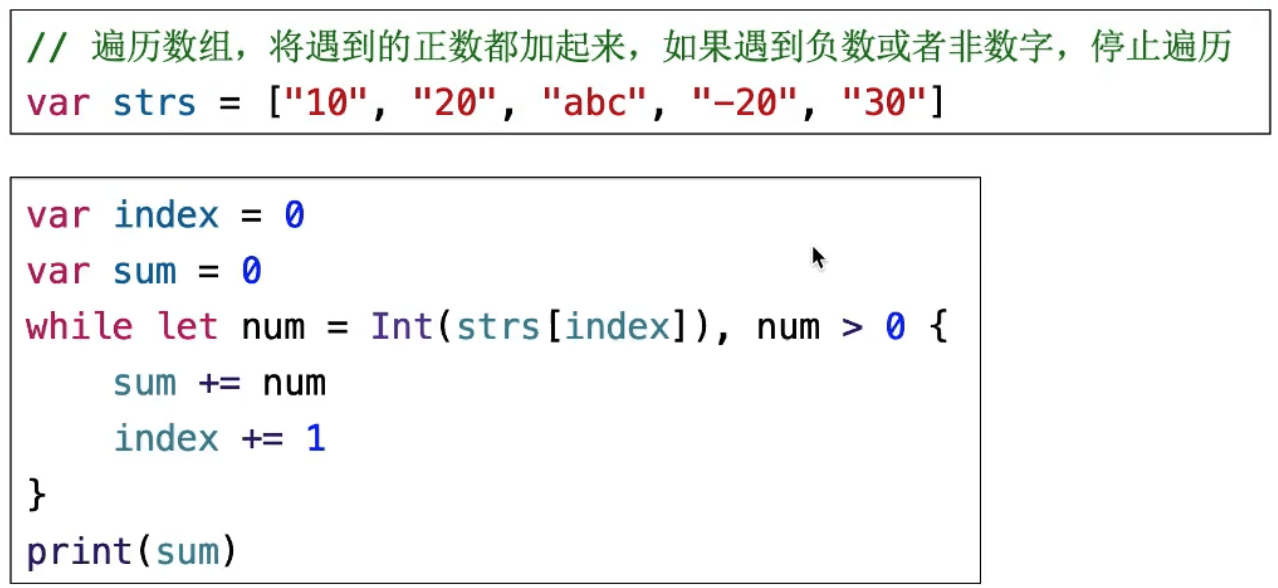 // 遍历数组，将遇到的正数都加起来，如果遇到负数或者非数字，停止遍历
var strs = ["10", "20", "abc", "-20", "30"]
var index = 0
var sum = 0
while let num = Int(strs[index]), num > 0 {
    sum += num
    index += 1
}
print(sum)